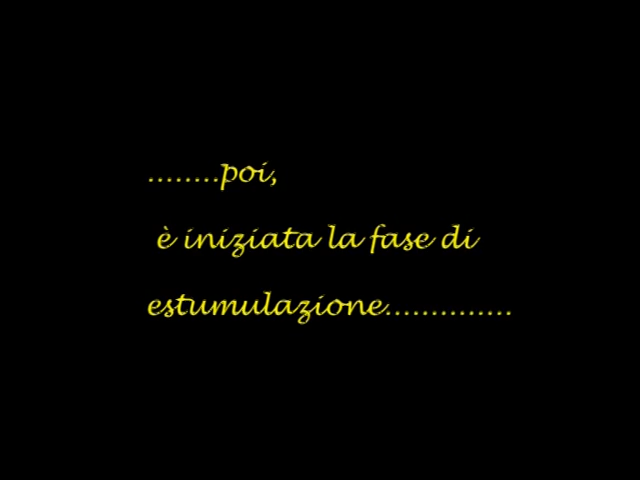 ........poi,
è iniziata la fase di
estumulazione..............